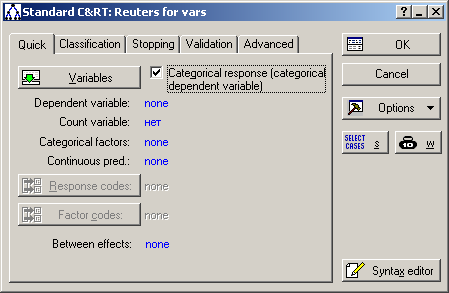 Standard C&RT: Reuters for vars
Quick Classification Stopping Validation Advanced
Variables
Categorical response (categorical
dependent variable)
Dependent variable: none
Count variable: нет
Categorical factors: none
Continuous pred.: none
Response codes: none
Factor codes: none
Between effects: none
OK
Cancel
Options
SELECT
CASES S
W
Syntax editor